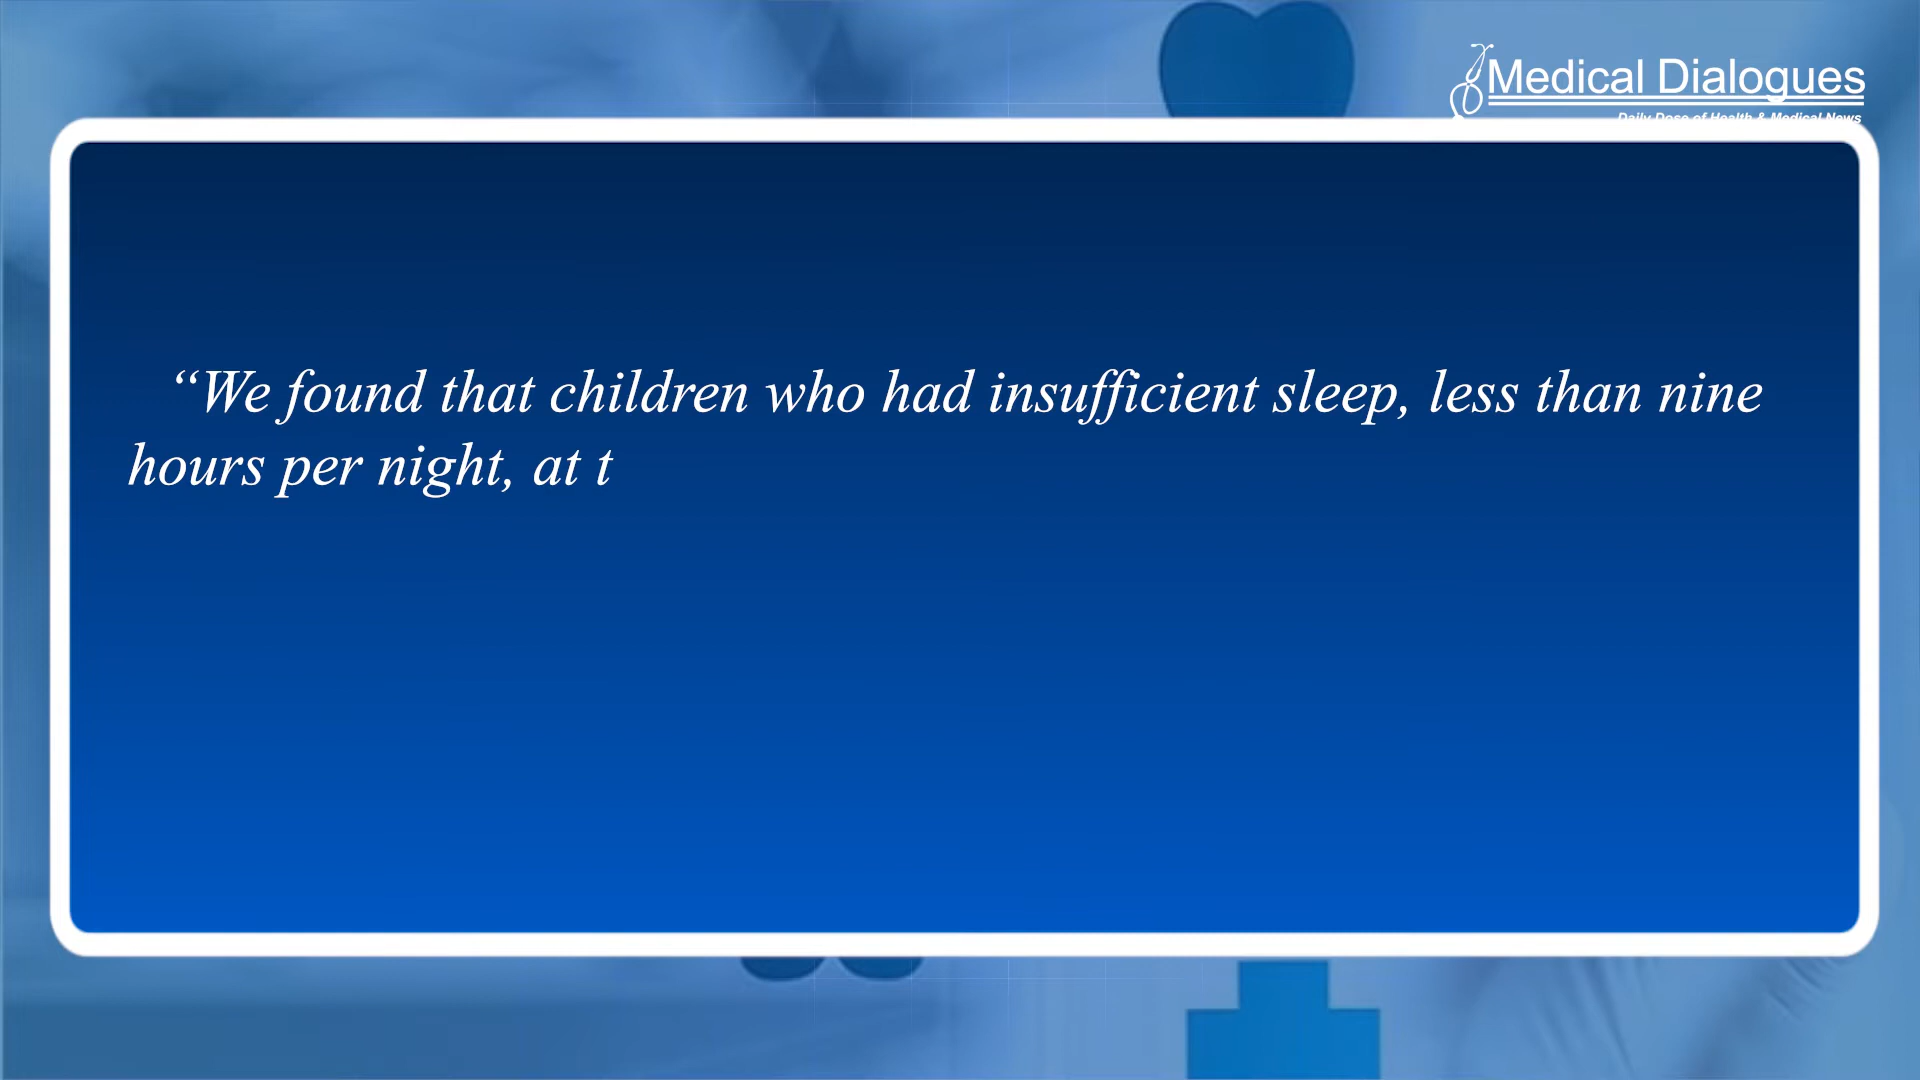 Medical Dialogues
Daily Dose of Health & Medical News
“We found that children who had insufficient sleep, less than nine
hours per night, at t